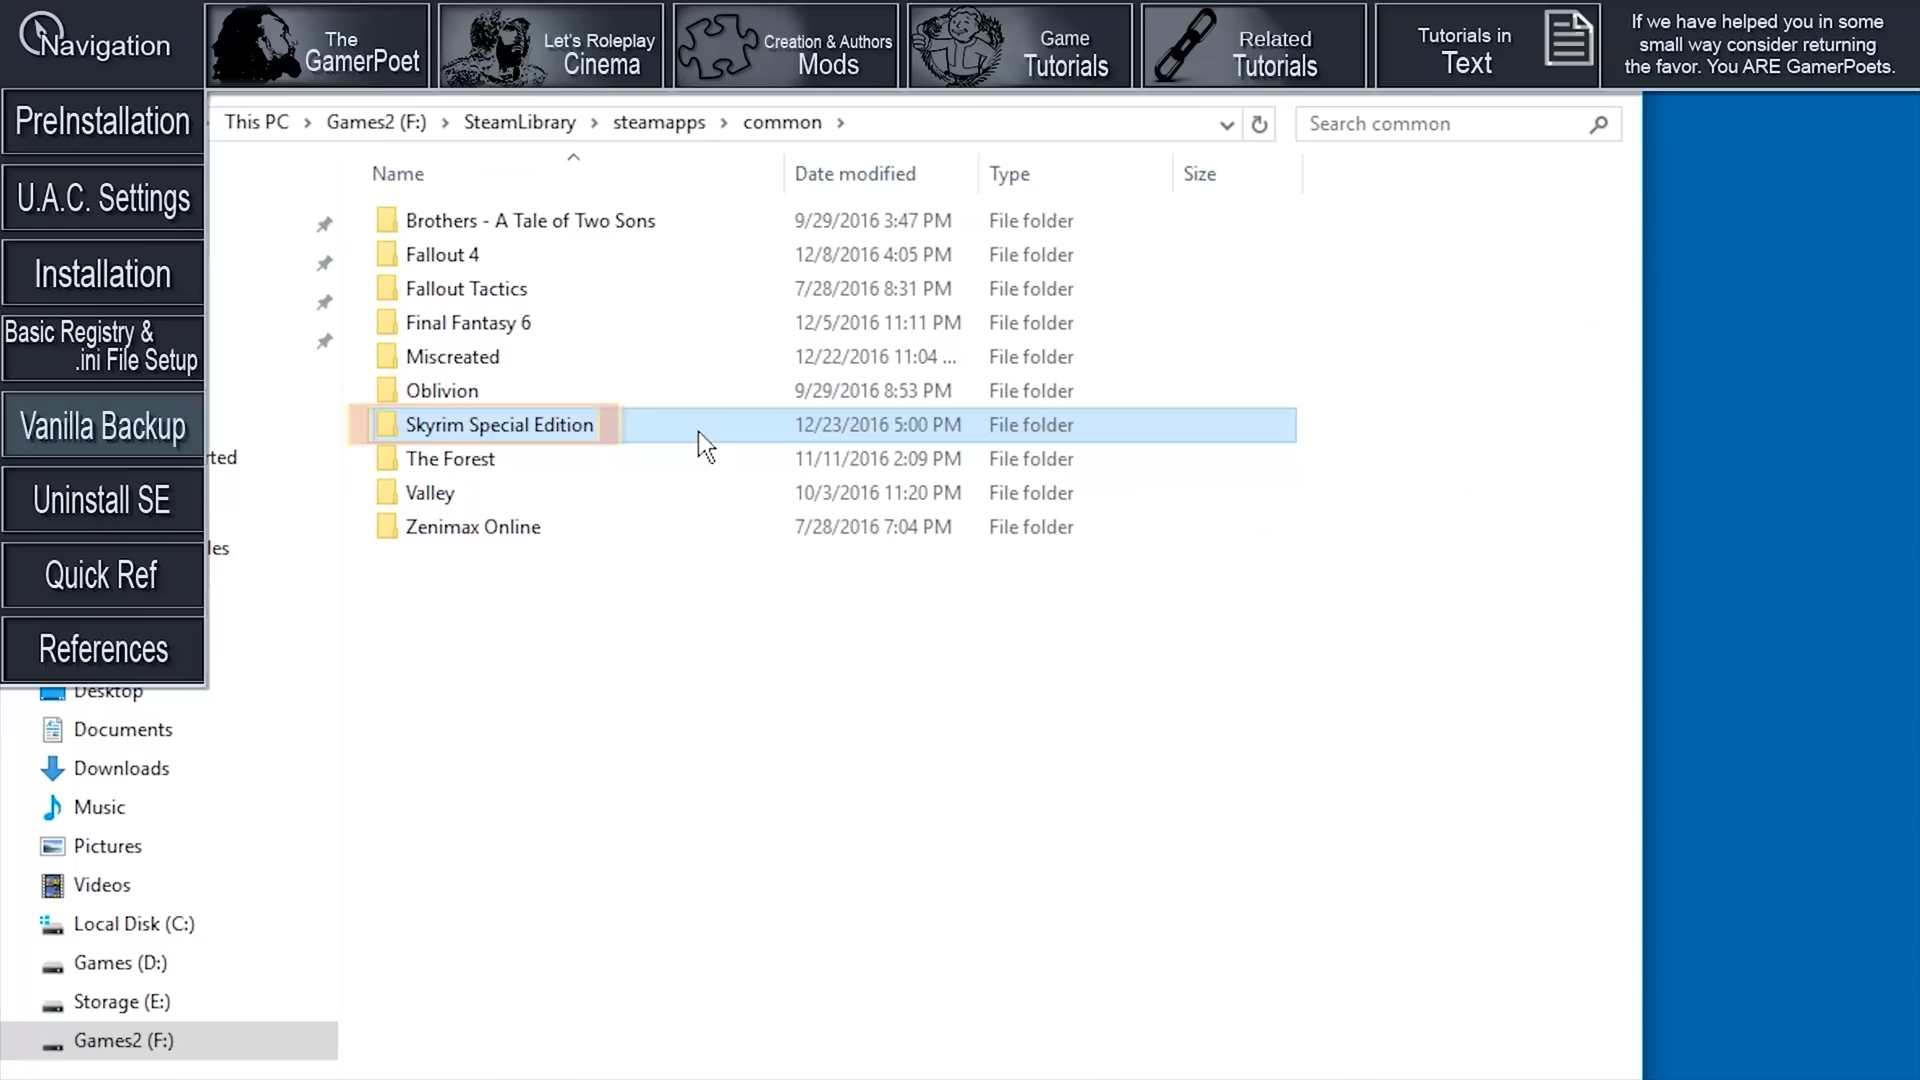 Navigation
The
GamerPoet
Let's Roleplay
Cinema
Creation & Authors
Mods
Game
Tutorials
Related
Tutorials
Tutorials in
Text
If we have helped you in some
small way consider returning
the favor. You ARE GamerPoets.
PreInstallation
U.A.C. Settings
Installation
Basic Registry &
.ini File Setup
Vanilla Backup
Uninstall SE
Quick Ref
References
This PC > Games2 (F:) > SteamLibrary > steamapps > common >
Search common
Name Date modified Type Size
Brothers - A Tale of Two Sons 9/29/2016 3:47 PM File folder
Fallout 4 12/8/2016 4:05 PM File folder
Fallout Tactics 7/28/2016 8:31 PM File folder
Final Fantasy 6 12/5/2016 11:11 PM File folder
Miscreated 12/22/2016 11:04 ... File folder
Oblivion 9/29/2016 8:53 PM File folder
Skyrim Special Edition 12/23/2016 5:00 PM File folder
The Forest 11/11/2016 2:09 PM File folder
Valley 10/3/2016 11:20 PM File folder
Zenimax Online 7/28/2016 7:04 PM File folder
rted
les
Desktop
Documents
Downloads
Music
Pictures
Videos
Local Disk (C:)
Games (D:)
Storage (E:)
Games2 (F:)